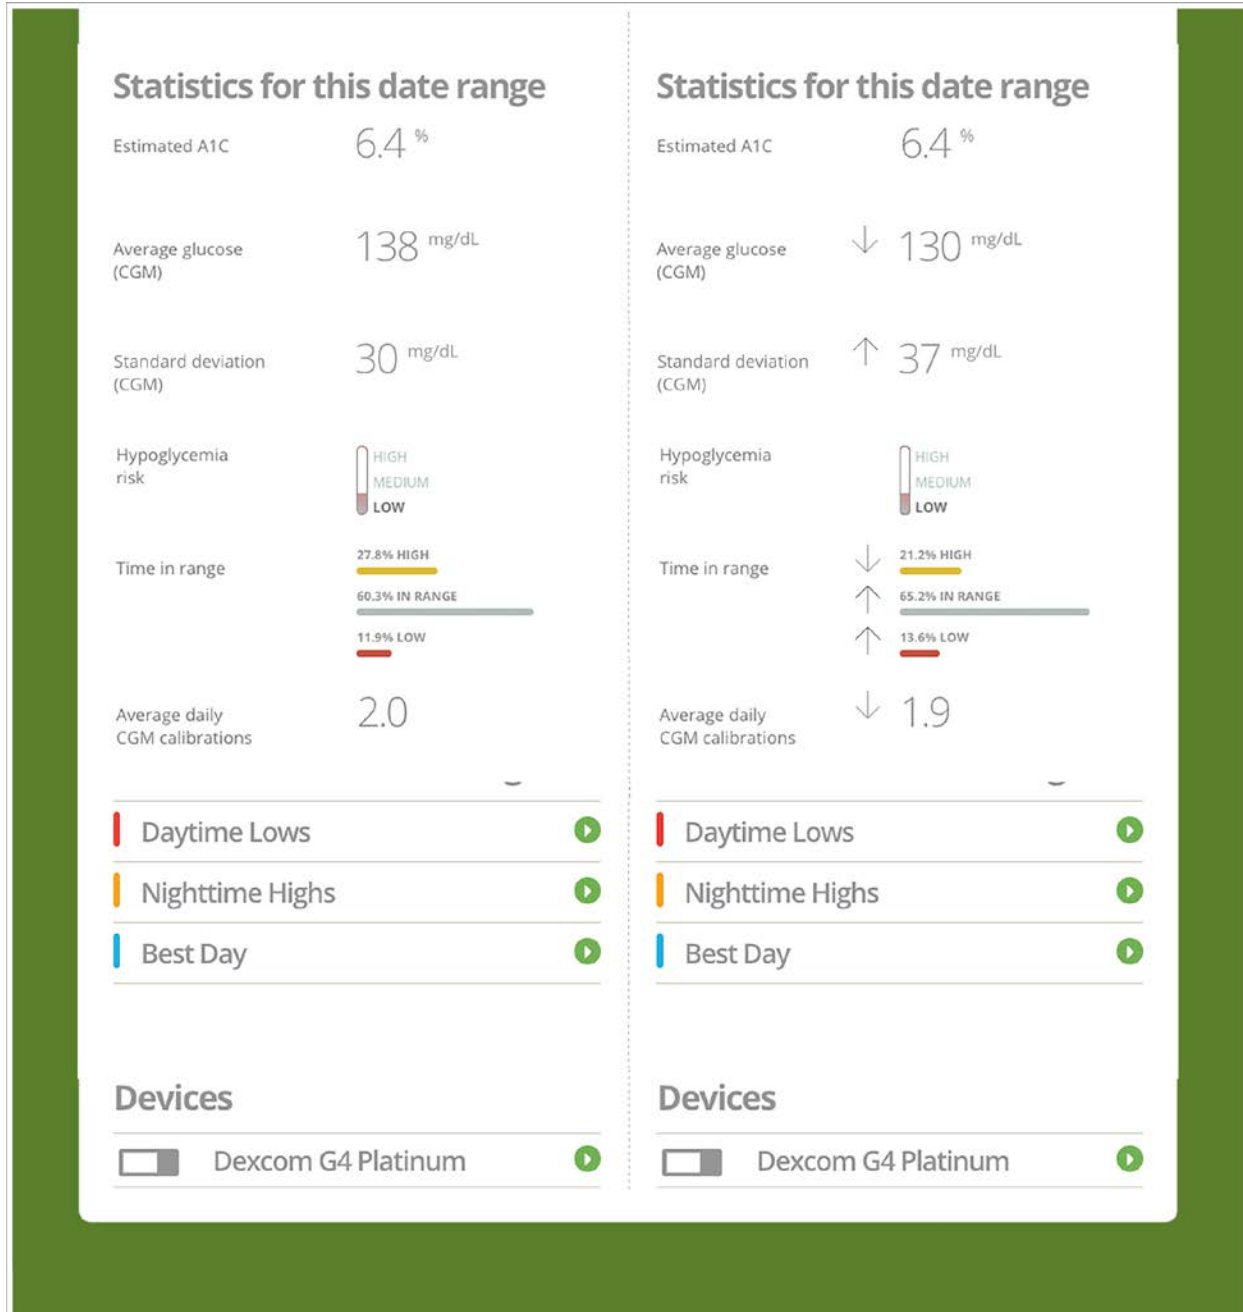 Statistics for this date range
Estimated A1C
6.4 %
Average glucose
(CGM)
138 mg/dL
Standard deviation
(CGM)
30 mg/dL
Hypoglycemia
risk
HIGH
MEDIUM
LOW
Time in range
27.8% HIGH
60.3% IN RANGE
11.9% LOW
Average daily
CGM calibrations
2.0
Daytime Lows
Nighttime Highs
Best Day
Devices
Dexcom G4 Platinum
Statistics for this date range
Estimated A1C
6.4 %
Average glucose
(CGM)
↓ 130 mg/dL
Standard deviation
(CGM)
↑ 37 mg/dL
Hypoglycemia
risk
HIGH
MEDIUM
LOW
Time in range
↓ 21.2% HIGH
↑ 65.2% IN RANGE
↑ 13.6% LOW
Average daily
CGM calibrations
↓ 1.9
Daytime Lows
Nighttime Highs
Best Day
Devices
Dexcom G4 Platinum